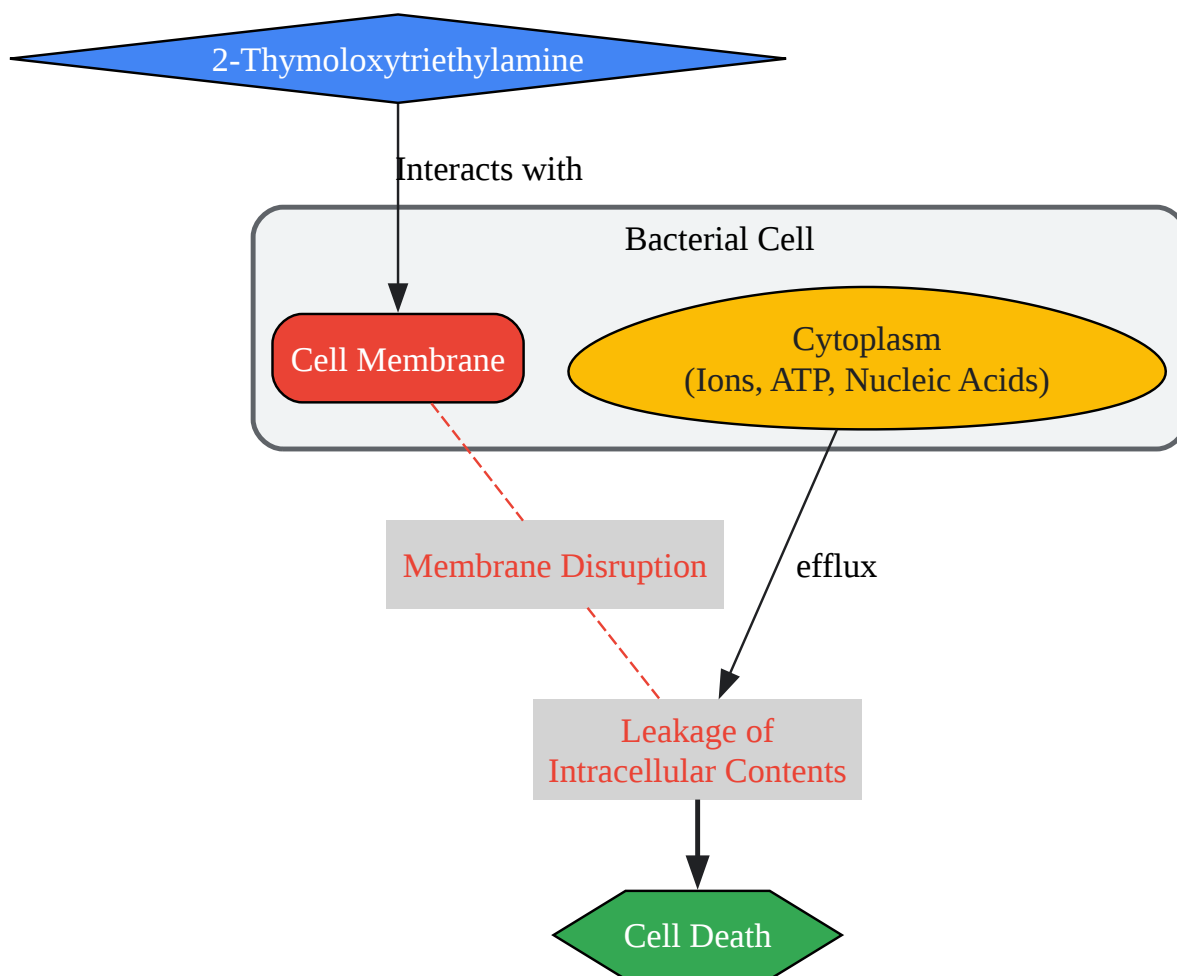 2-Thymoloxytriethylamine
Interacts with
Bacterial Cell
Cell Membrane
Cytoplasm
(Ions, ATP, Nucleic Acids)
Membrane Disruption
efflux
Leakage of
Intracellular Contents
Cell Death